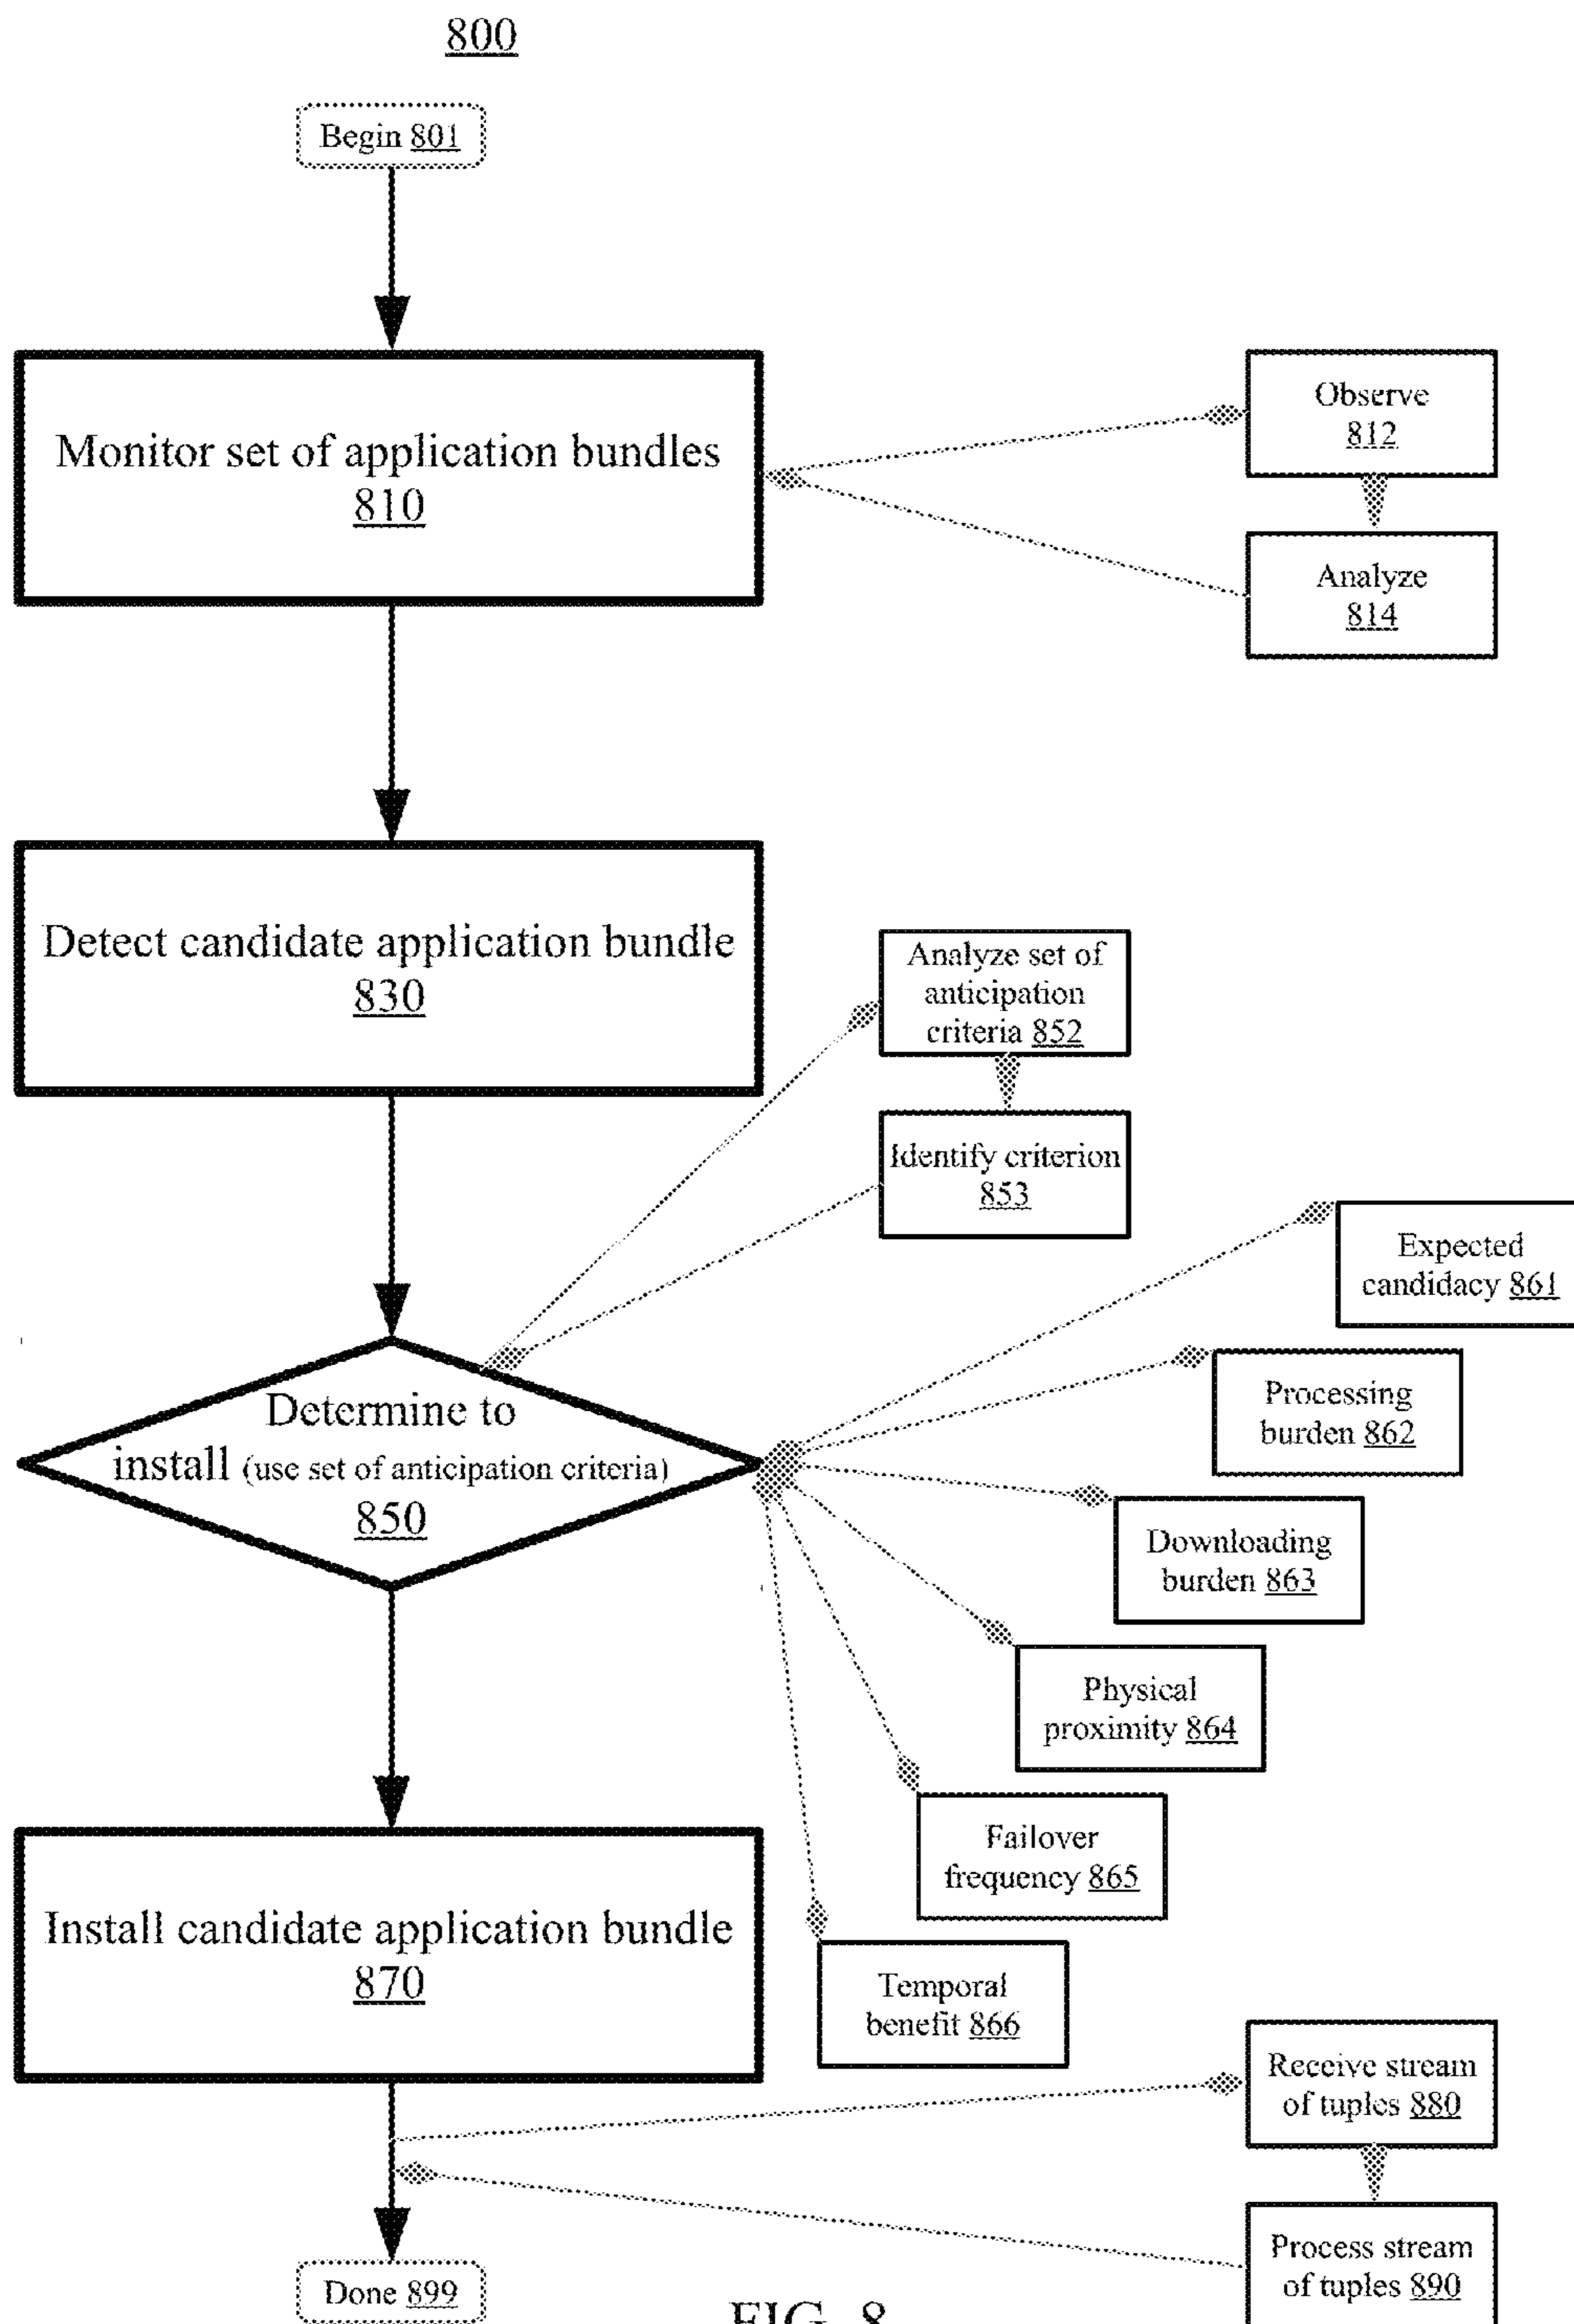 800
Begin 801
Monitor set of application bundles
810
Observe
812
Analyze
814
Detect candidate application bundle
830
Analyze set of
anticipation
criteria 852
Identify criterion
853
Determine to
install (use set of anticipation criteria)
850
Expected
candidacy 861
Processing
burden 862
Downloading
burden 863
Physical
proximity 864
Failover
frequency 865
Temporal
benefit 866
Install candidate application bundle
870
Receive stream
of tuples 880
Process stream
of tuples 890
Done 899
FIG. 8